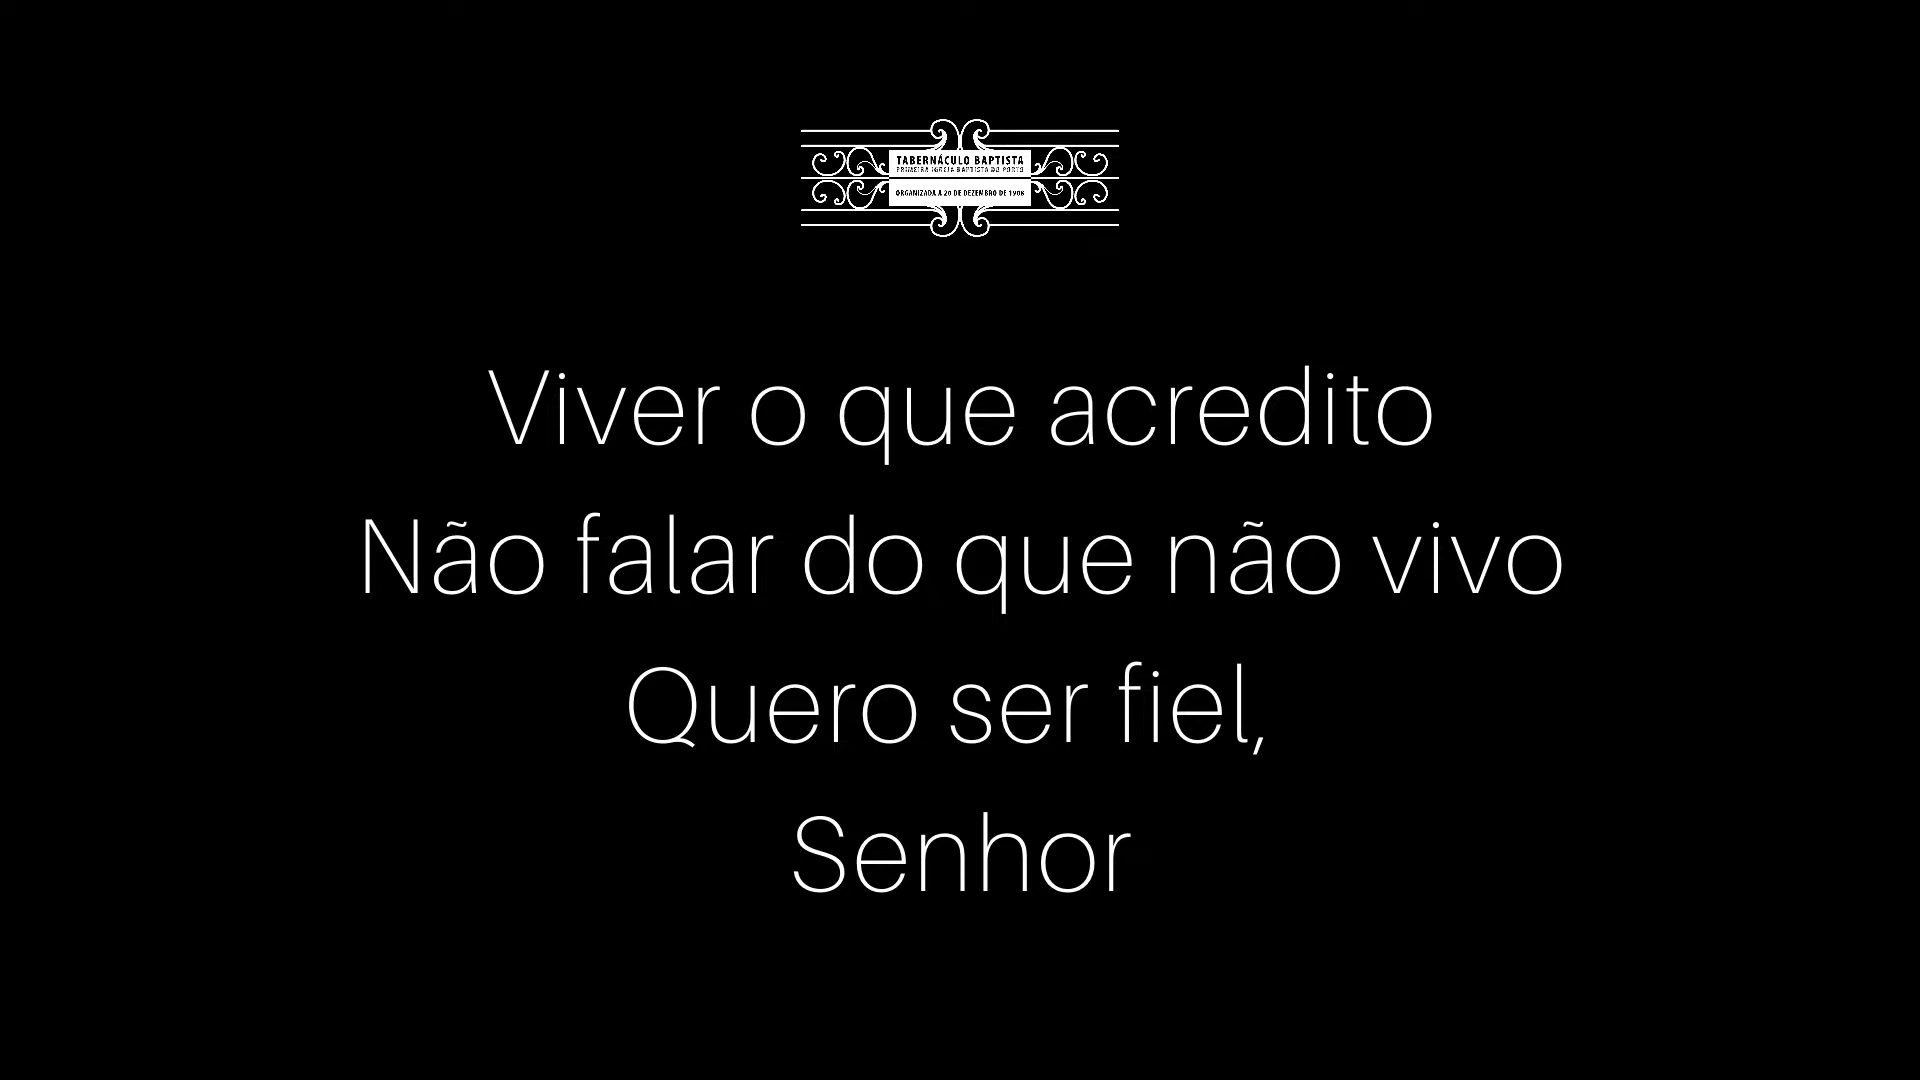 TABERNÁCULO BAPTISTA
PRIMEIRA IGREJA BAPTISTA DO PORTO
ORGANIZADA A 20 DE DEZEMBRO DE 1908
Viver o que acredito
Não falar do que não vivo
Quero ser fiel,
Senhor